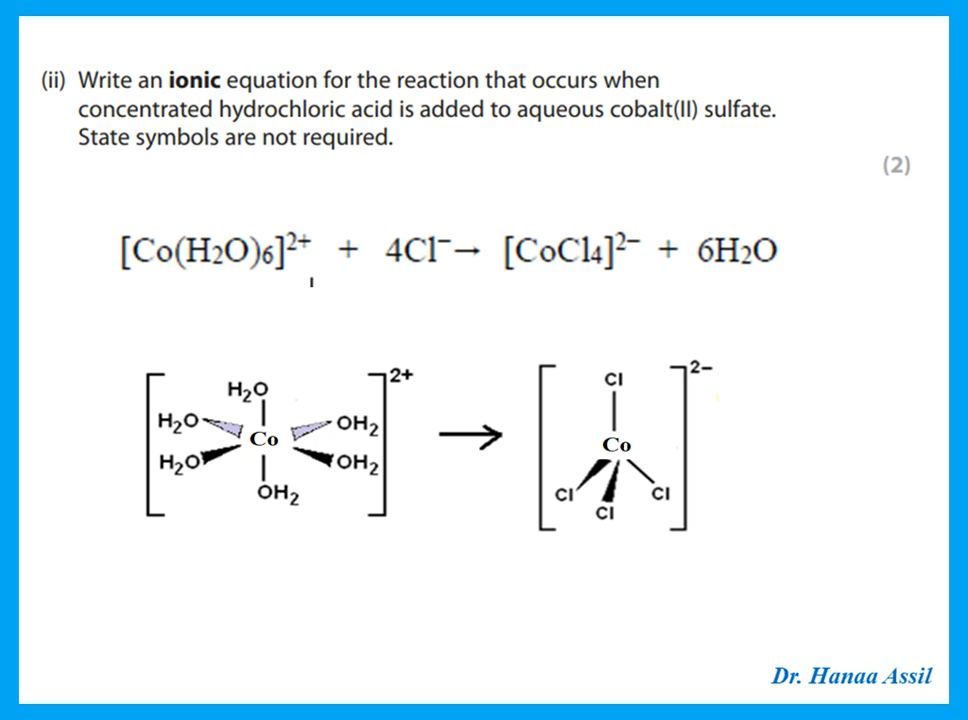 (ii) Write an ionic equation for the reaction that occurs when
concentrated hydrochloric acid is added to aqueous cobalt(II) sulfate.
State symbols are not required.
(2)
[Co(H₂O)₆]²⁺ + 4Cl⁻→ [CoCl₄]²⁻ + 6H₂O
2+
H₂O
H₂O
OH₂
Co
H₂O
OH₂
OH₂
→
2−
Cl
Co
Cl
Cl
Cl
Dr. Hanaa Assil